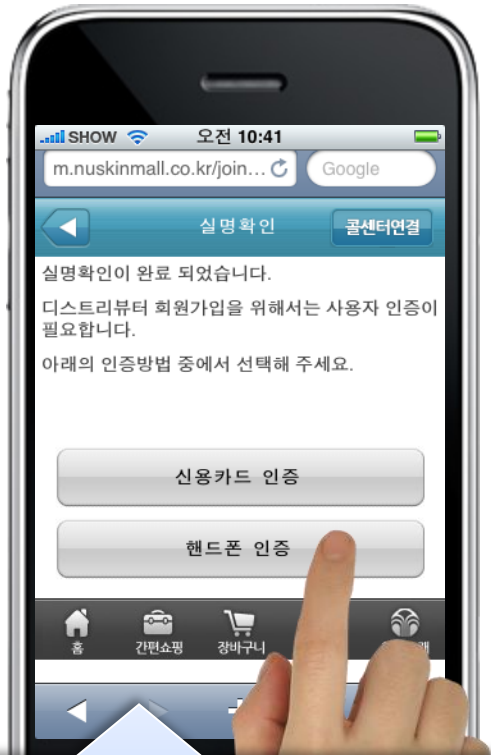 SHOW 오전 10:41
m.nuskinmall.co.kr/join... Google
실명확인 콜센터연결
실명확인이 완료 되었습니다.
디스트리뷰터 회원가입을 위해서는 사용자 인증이
필요합니다.
아래의 인증방법 중에서 선택해 주세요.
신용카드 인증
핸드폰 인증
홈 간편쇼핑 장바구니